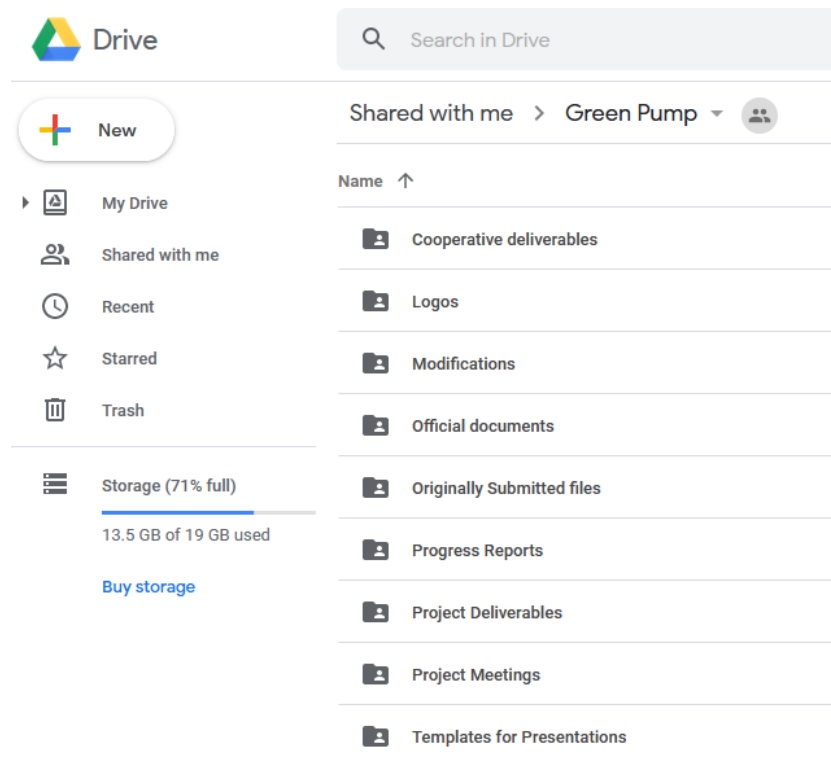 Drive
Search in Drive
New
My Drive
Shared with me
Recent
Starred
Trash
Storage (71% full)
13.5 GB of 19 GB used
Buy storage
Shared with me > Green Pump
Name
Cooperative deliverables
Logos
Modifications
Official documents
Originally Submitted files
Progress Reports
Project Deliverables
Project Meetings
Templates for Presentations